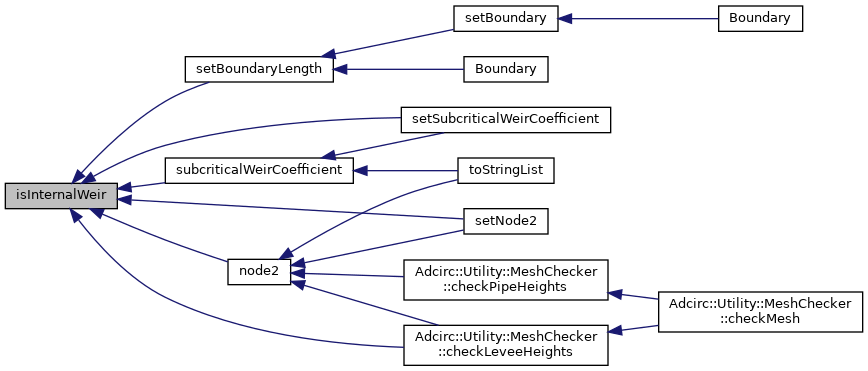 setBoundary
Boundary
setBoundaryLength
Boundary
setSubcriticalWeirCoefficient
subcriticalWeirCoefficient
toStringList
isInternalWeir
setNode2
node2
Adcirc::Utility::MeshChecker
::checkPipeHeights
Adcirc::Utility::MeshChecker
::checkMesh
Adcirc::Utility::MeshChecker
::checkLeveeHeights